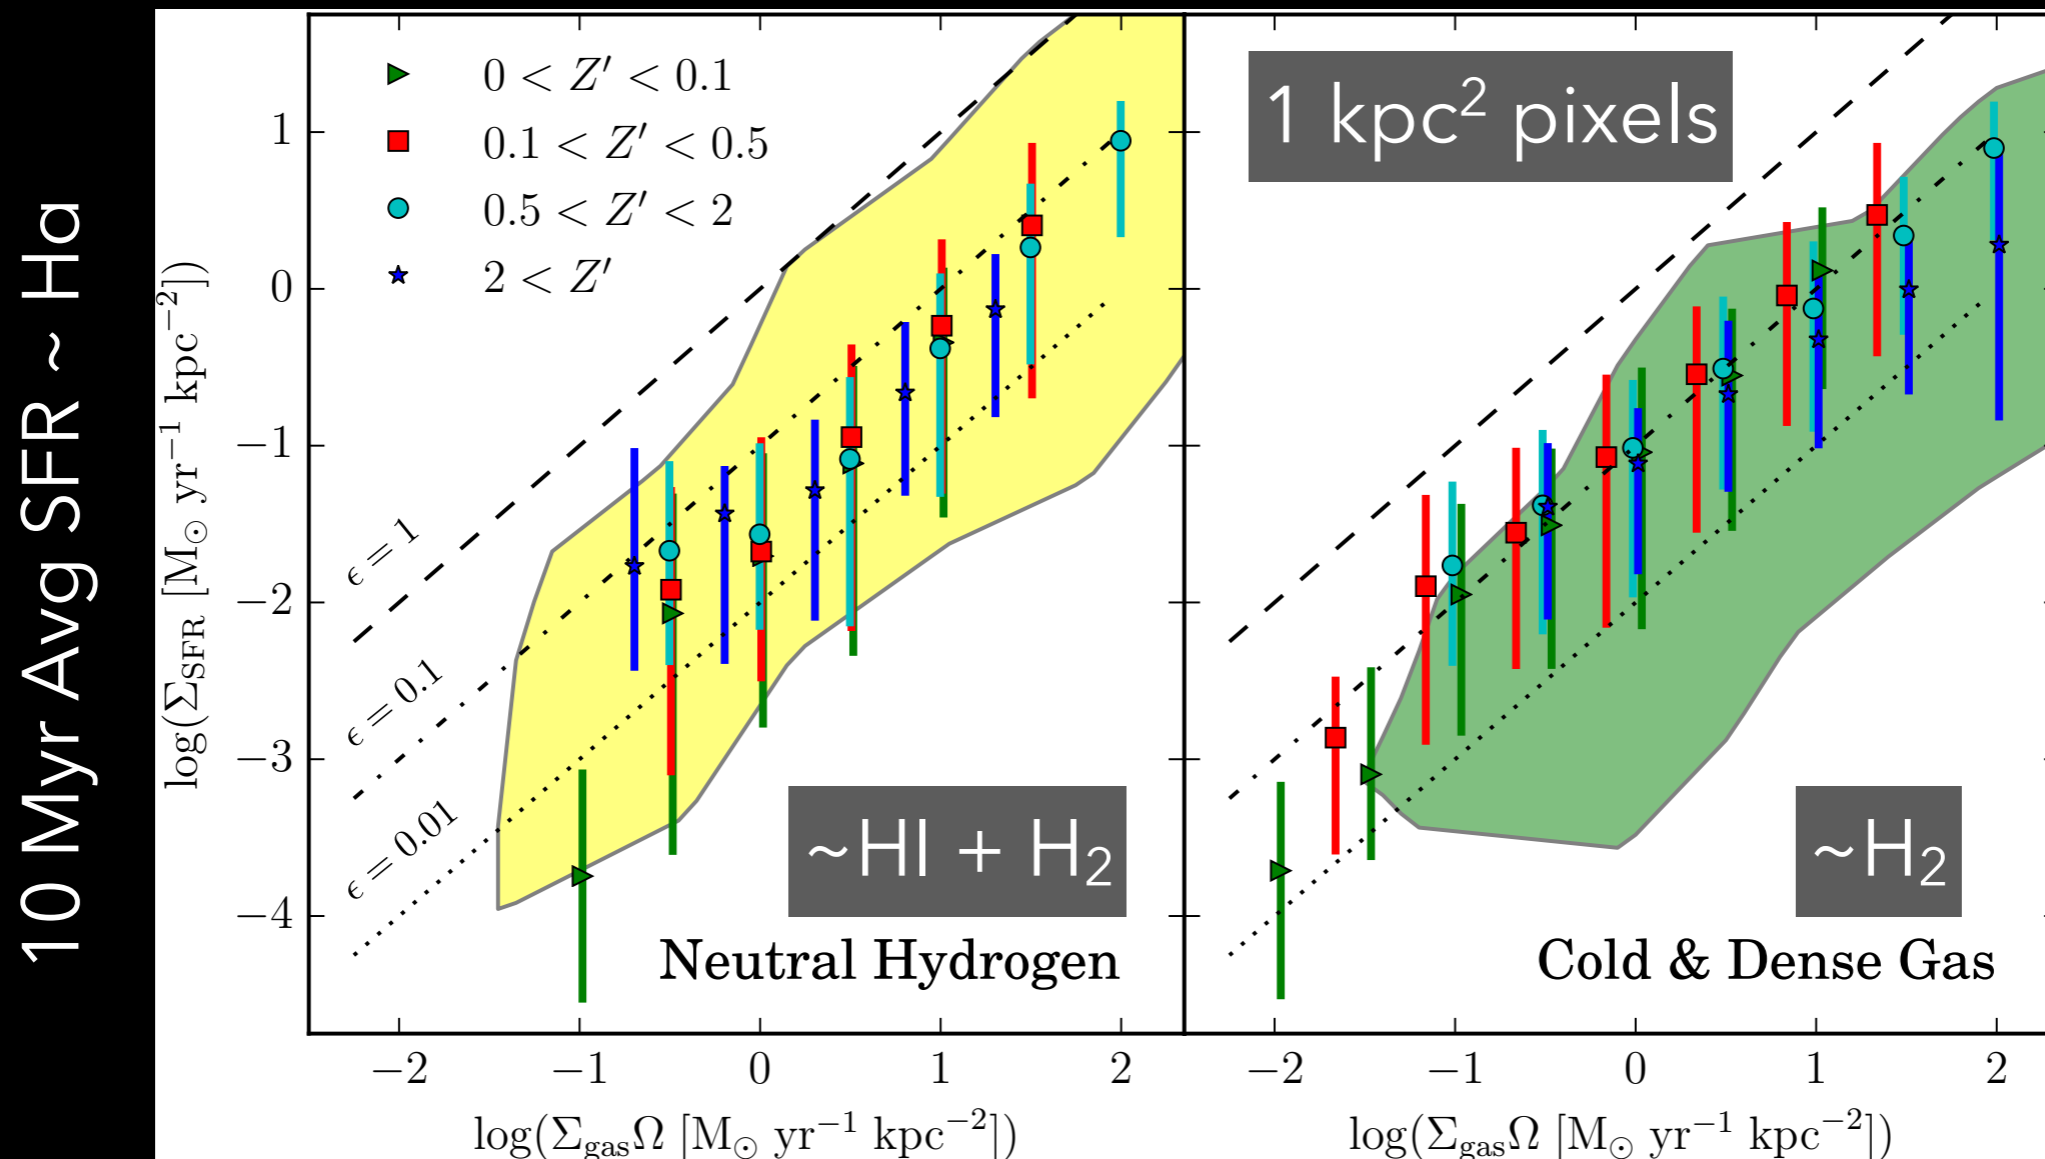 10 Myr Avg SFR ~ Ha
log(Σ_SFR [M⊙ yr⁻¹ kpc⁻²])
1
0
−1
−2
−3
−4
0 < Z′ < 0.1
0.1 < Z′ < 0.5
0.5 < Z′ < 2
2 < Z′
ϵ = 1
ϵ = 0.1
ϵ = 0.01
~HI + H₂
Neutral Hydrogen
−2 −1 0 1 2
log(Σ_gas Ω [M⊙ yr⁻¹ kpc⁻²])
1 kpc² pixels
~H₂
Cold & Dense Gas
−2 −1 0 1 2
log(Σ_gas Ω [M⊙ yr⁻¹ kpc⁻²])